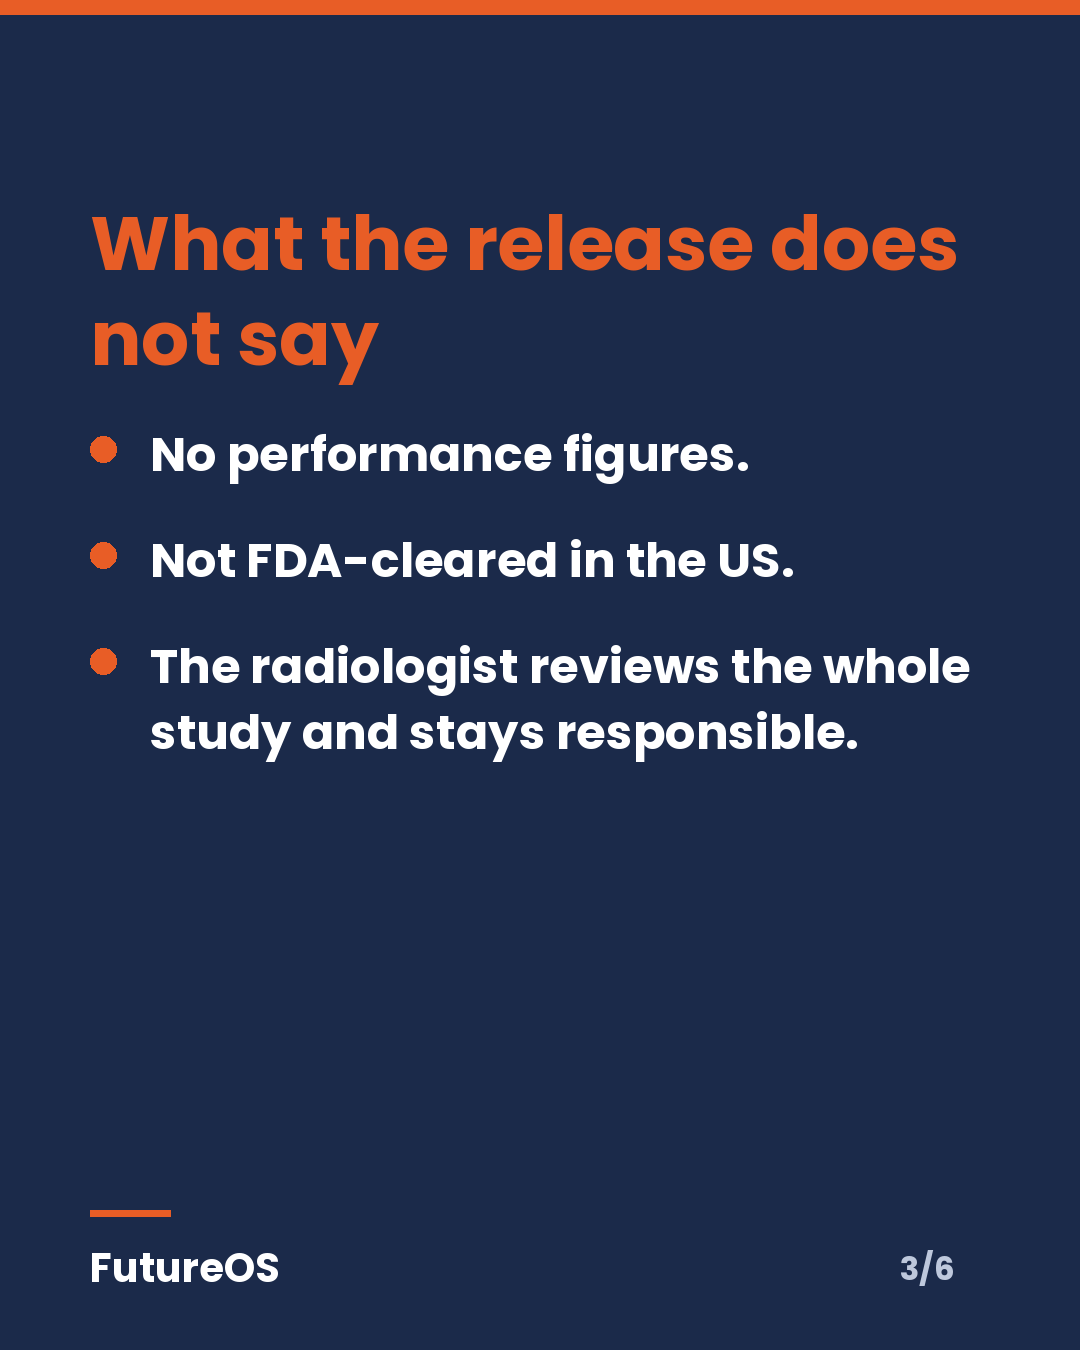 What the release does
not say
No performance figures.
Not FDA-cleared in the US.
The radiologist reviews the whole
study and stays responsible.
FutureOS
3/6